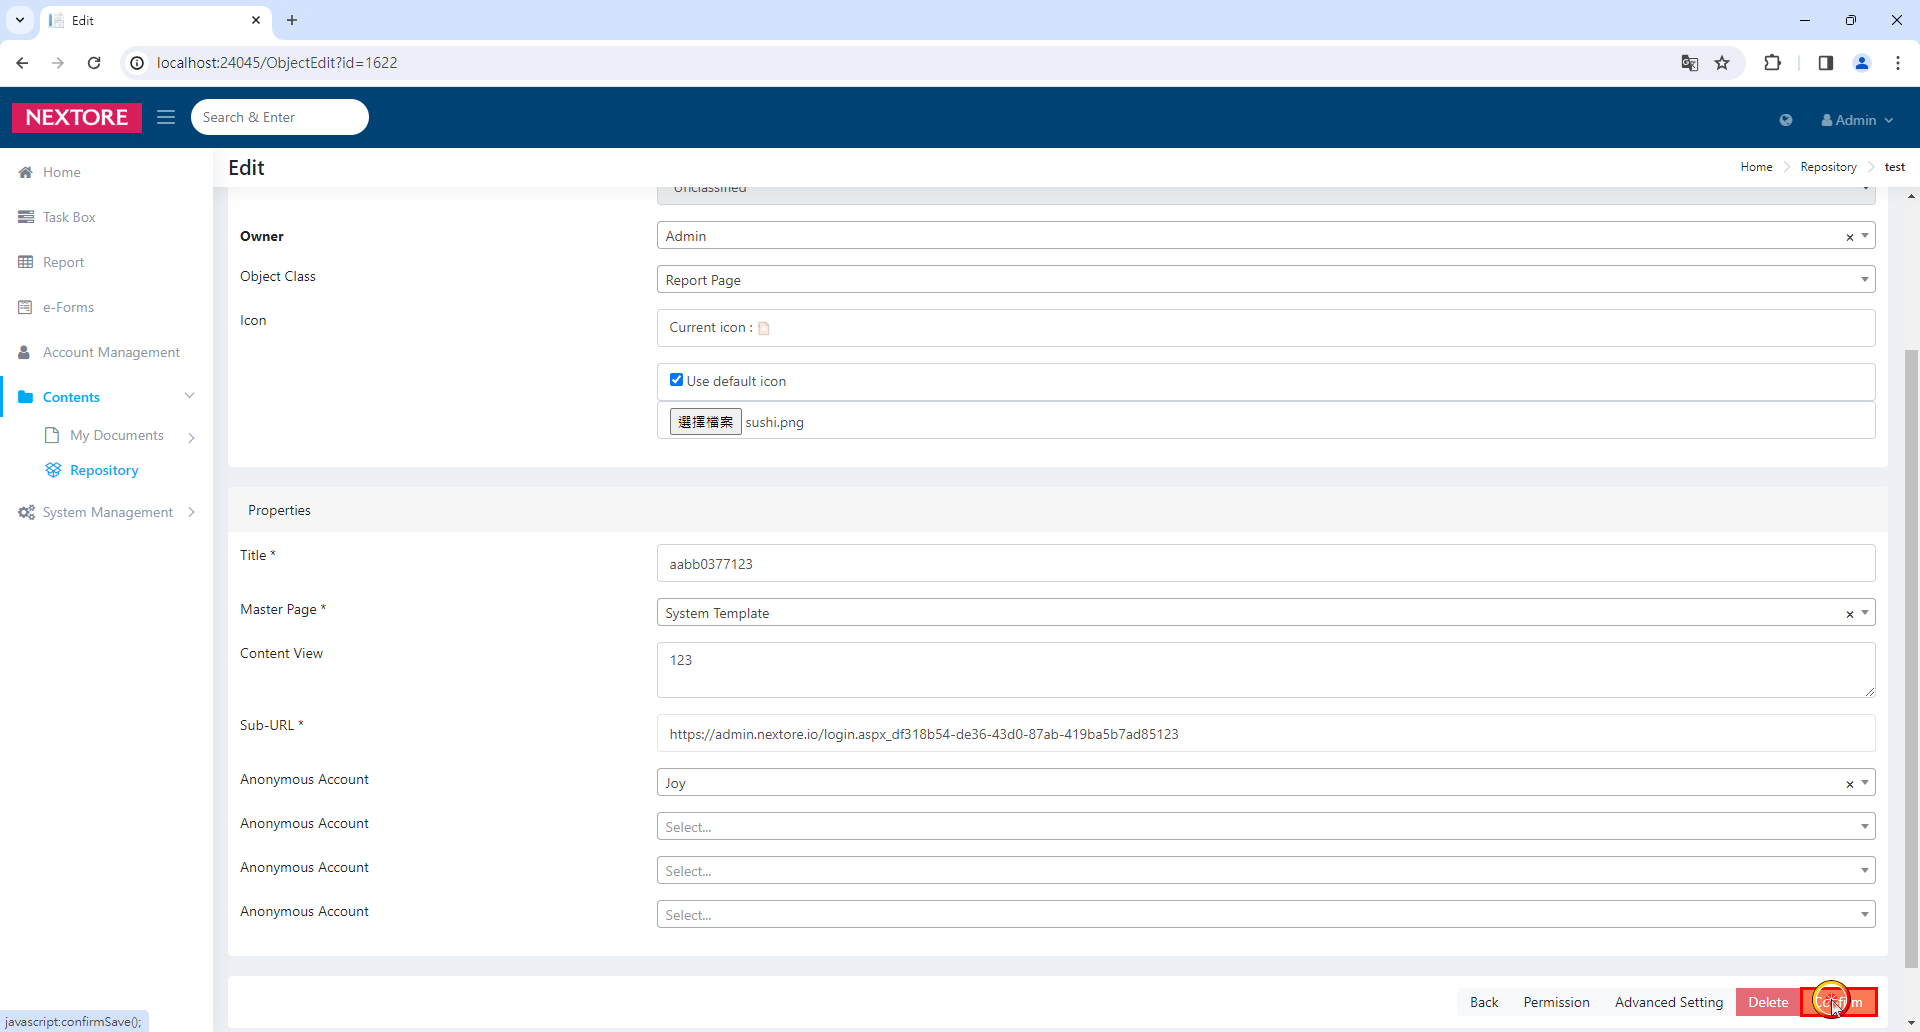 Edit
localhost:24045/ObjectEdit?id=1622
NEXTORE
Search & Enter
Admin
Home
Task Box
Report
e-Forms
Account Management
Contents
My Documents
Repository
System Management
Edit
Home
Repository
test
Unclassified
Owner
Admin
Object Class
Report Page
Icon
Current icon :
Use default icon
選擇檔案 sushi.png
Properties
Title *
aabb0377123
Master Page *
System Template
Content View
123
Sub-URL *
https://admin.nextore.io/login.aspx_df318b54-de36-43d0-87ab-419ba5b7ad85123
Anonymous Account
Joy
Anonymous Account
Select...
Anonymous Account
Select...
Anonymous Account
Select...
Back
Permission
Advanced Setting
Delete
Confirm
javascript:confirmSave();